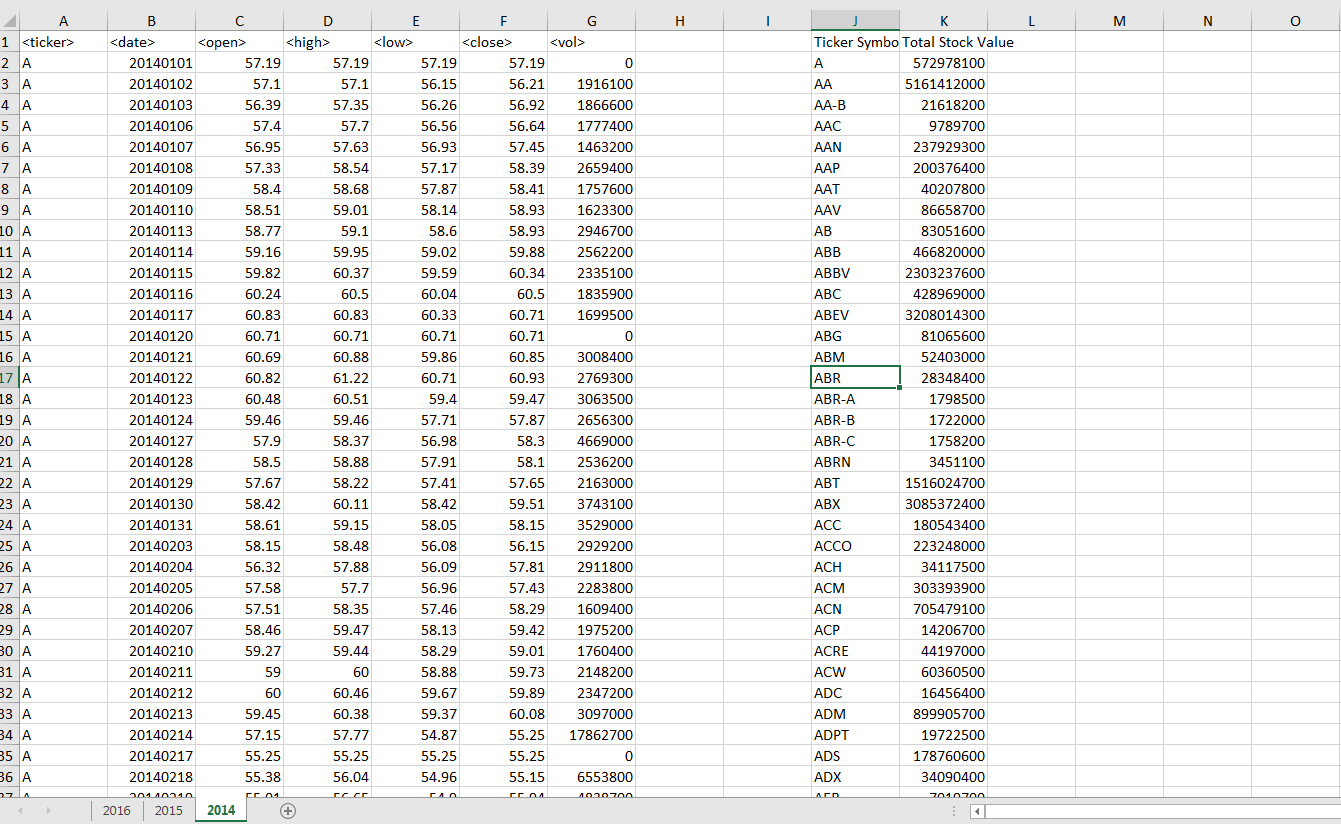 A B C D E F G H I J K L M N O
1 <ticker> <date> <open> <high> <low> <close> <vol> Ticker Symbo Total Stock Value
2 A 20140101 57.19 57.19 57.19 57.19 0 A 572978100
3 A 20140102 57.1 57.1 56.15 56.21 1916100 AA 5161412000
4 A 20140103 56.39 57.35 56.26 56.92 1866600 AA-B 21618200
5 A 20140106 57.4 57.7 56.56 56.64 1777400 AAC 9789700
6 A 20140107 56.95 57.63 56.93 57.45 1463200 AAN 237929300
7 A 20140108 57.33 58.54 57.17 58.39 2659400 AAP 200376400
8 A 20140109 58.4 58.68 57.87 58.41 1757600 AAT 40207800
9 A 20140110 58.51 59.01 58.14 58.93 1623300 AAV 86658700
10 A 20140113 58.77 59.1 58.6 58.93 2946700 AB 83051600
11 A 20140114 59.16 59.95 59.02 59.88 2562200 ABB 466820000
12 A 20140115 59.82 60.37 59.59 60.34 2335100 ABBV 2303237600
13 A 20140116 60.24 60.5 60.04 60.5 1835900 ABC 428969000
14 A 20140117 60.83 60.83 60.33 60.71 1699500 ABEV 3208014300
15 A 20140120 60.71 60.71 60.71 60.71 0 ABG 81065600
16 A 20140121 60.69 60.88 59.86 60.85 3008400 ABM 52403000
17 A 20140122 60.82 61.22 60.71 60.93 2769300 ABR 28348400
18 A 20140123 60.48 60.51 59.4 59.47 3063500 ABR-A 1798500
19 A 20140124 59.46 59.46 57.71 57.87 2656300 ABR-B 1722000
20 A 20140127 57.9 58.37 56.98 58.3 4669000 ABR-C 1758200
21 A 20140128 58.5 58.88 57.91 58.1 2536200 ABRN 3451100
22 A 20140129 57.67 58.22 57.41 57.65 2163000 ABT 1516024700
23 A 20140130 58.42 60.11 58.42 59.51 3743100 ABX 3085372400
24 A 20140131 58.61 59.15 58.05 58.15 3529000 ACC 180543400
25 A 20140203 58.15 58.48 56.08 56.15 2929200 ACCO 223248000
26 A 20140204 56.32 57.88 56.09 57.81 2911800 ACH 34117500
27 A 20140205 57.58 57.7 56.96 57.43 2283800 ACM 303393900
28 A 20140206 57.51 58.35 57.46 58.29 1609400 ACN 705479100
29 A 20140207 58.46 59.47 58.13 59.42 1975200 ACP 14206700
30 A 20140210 59.27 59.44 58.29 59.01 1760400 ACRE 44197000
31 A 20140211 59 60 58.88 59.73 2148200 ACW 60360500
32 A 20140212 60 60.46 59.67 59.89 2347200 ADC 16456400
33 A 20140213 59.45 60.38 59.37 60.08 3097000 ADM 899905700
34 A 20140214 57.15 57.77 54.87 55.25 17862700 ADPT 19722500
35 A 20140217 55.25 55.25 55.25 55.25 0 ADS 178760600
36 A 20140218 55.38 56.04 54.96 55.15 6553800 ADX 34090400
2016 2015 2014